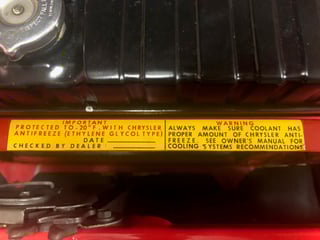 IMPORTANT
PROTECTED TO -20°F. WITH CHRYSLER
ANTIFREEZE (ETHYLENE GLYCOL TYPE)
DATE
CHECKED BY DEALER
WARNING
ALWAYS MAKE SURE COOLANT HAS
PROPER AMOUNT OF CHRYSLER ANTI-
FREEZE. SEE OWNER'S MANUAL FOR
COOLING SYSTEMS RECOMMENDATIONS